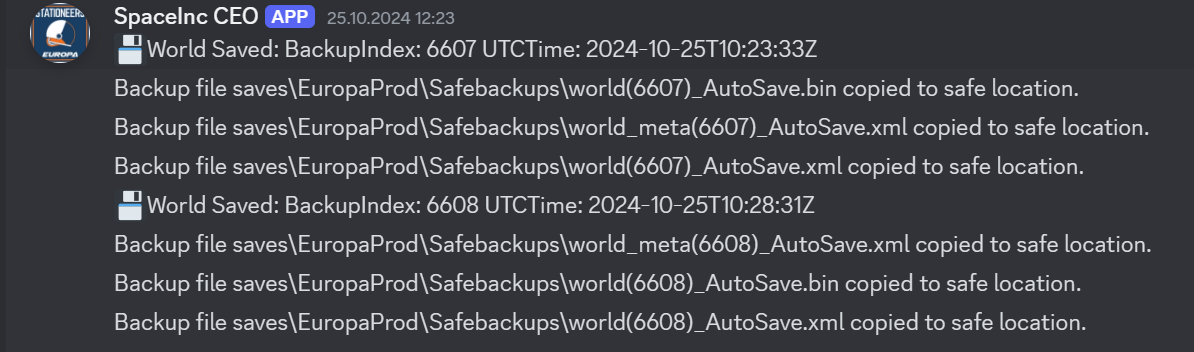 STATIONEERS
EUROPA
SpaceInc CEO APP 25.10.2024 12:23
💾World Saved: BackupIndex: 6607 UTCTime: 2024-10-25T10:23:33Z
Backup file saves\EuropaProd\Safebackups\world(6607)_AutoSave.bin copied to safe location.
Backup file saves\EuropaProd\Safebackups\world_meta(6607)_AutoSave.xml copied to safe location.
Backup file saves\EuropaProd\Safebackups\world(6607)_AutoSave.xml copied to safe location.
💾World Saved: BackupIndex: 6608 UTCTime: 2024-10-25T10:28:31Z
Backup file saves\EuropaProd\Safebackups\world_meta(6608)_AutoSave.xml copied to safe location.
Backup file saves\EuropaProd\Safebackups\world(6608)_AutoSave.bin copied to safe location.
Backup file saves\EuropaProd\Safebackups\world(6608)_AutoSave.xml copied to safe location.